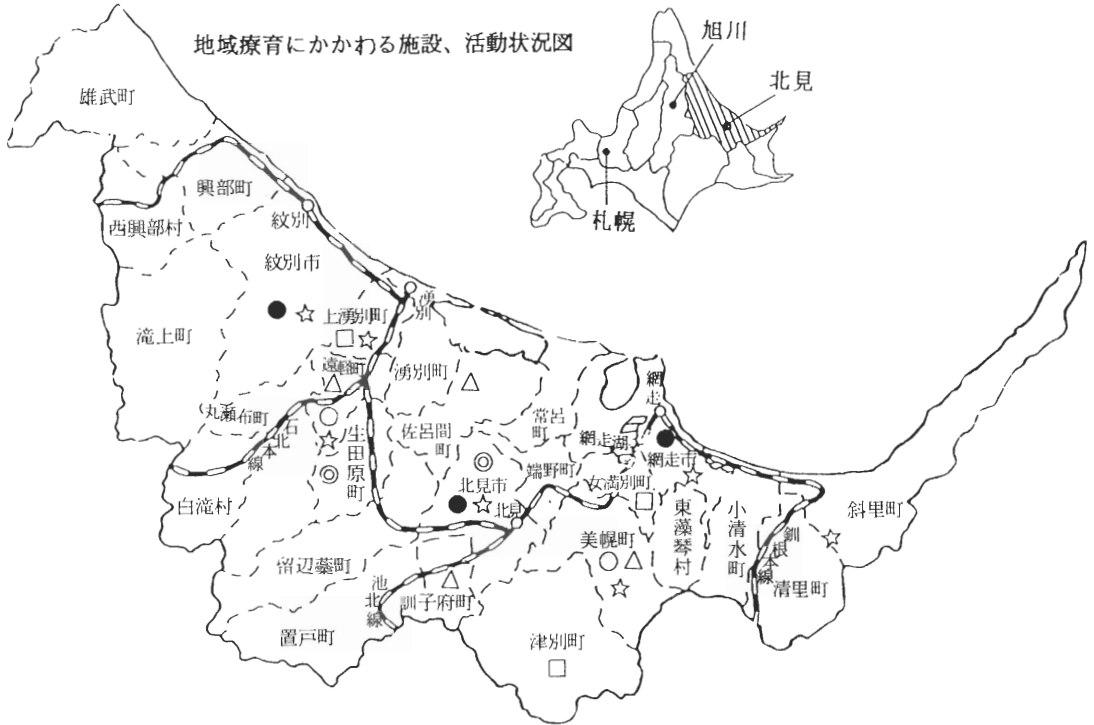 地域療育にかかわる施設、活動状況図
旭川
北見
札幌
雄武町
興部町
西興部村
紋別
紋別市
湧別
滝上町
上湧別町
遠軽町
湧別町
丸瀬布町
石北本線
生田原町
佐呂間町
常呂町
網走
網走湖
網走市
北見市
端野町
女満別町
北見
白滝村
東藻琴村
小清水町
斜里町
釧根本線
清里町
美幌町
留辺蘂町
池北線
訓子府町
置戸町
津別町